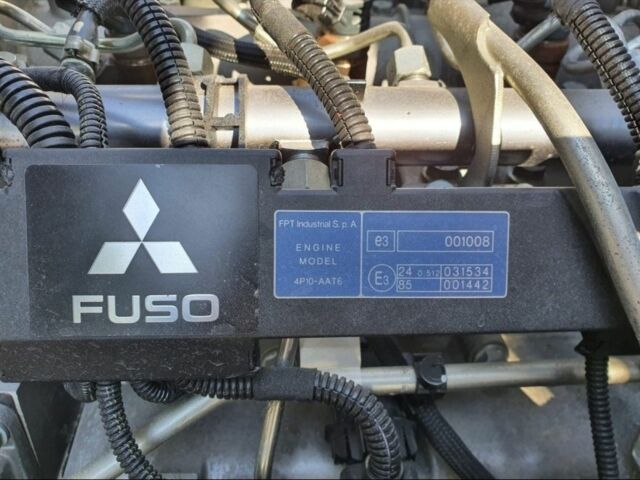 FUSO
FPT Industrial S.p.A.
ENGINE
MODEL
4P10-AAT6
e3 001008
E3 24 0.512 031534
85 001442